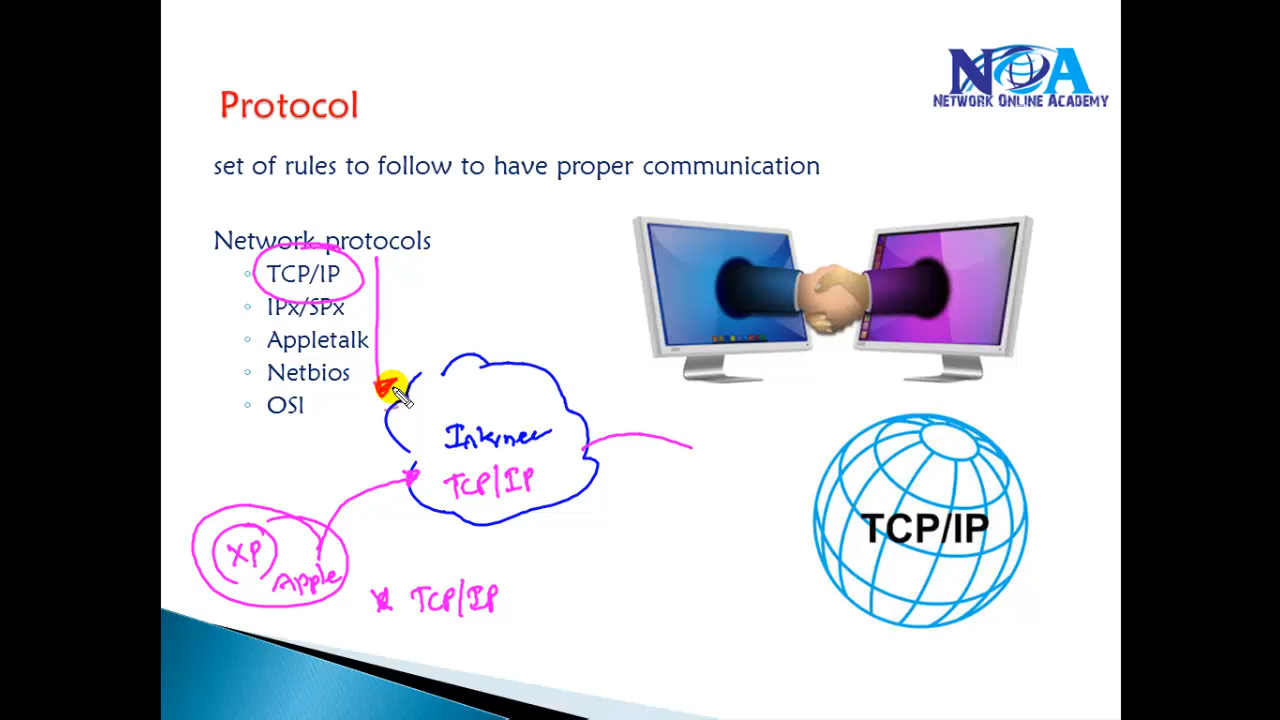 NOA
NETWORK ONLINE ACADEMY
Protocol
set of rules to follow to have proper communication
Network protocols
TCP/IP
IPx/SPx
Appletalk
Netbios
OSI
Internet
TCP/IP
XP
Apple
TCP/IP
TCP/IP